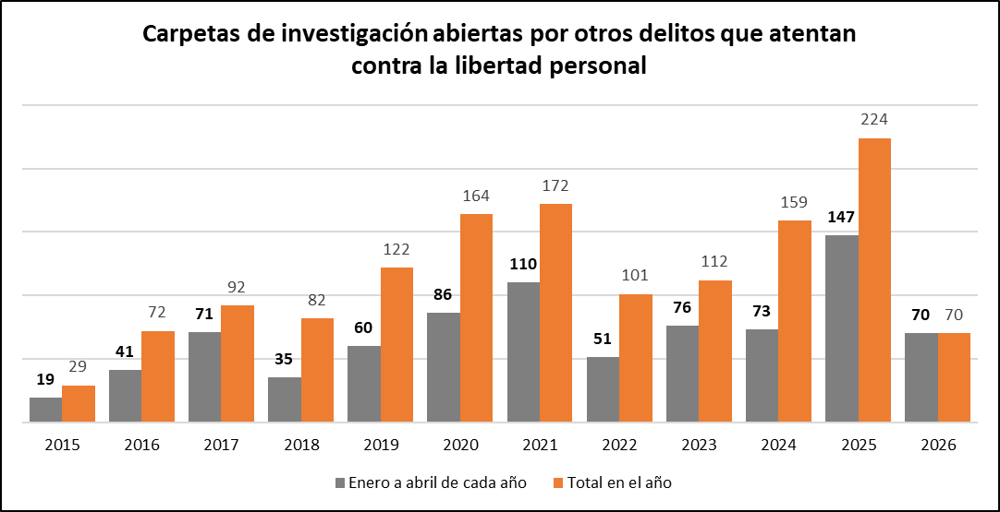 Carpetas de investigación abiertas por otros delitos que atentan
contra la libertad personal
19 29 41 72 71 92 35 82 60 122 86 164 110 172 51 101 76 112 73 159 147 224 70 70
2015 2016 2017 2018 2019 2020 2021 2022 2023 2024 2025 2026
Enero a abril de cada año Total en el año